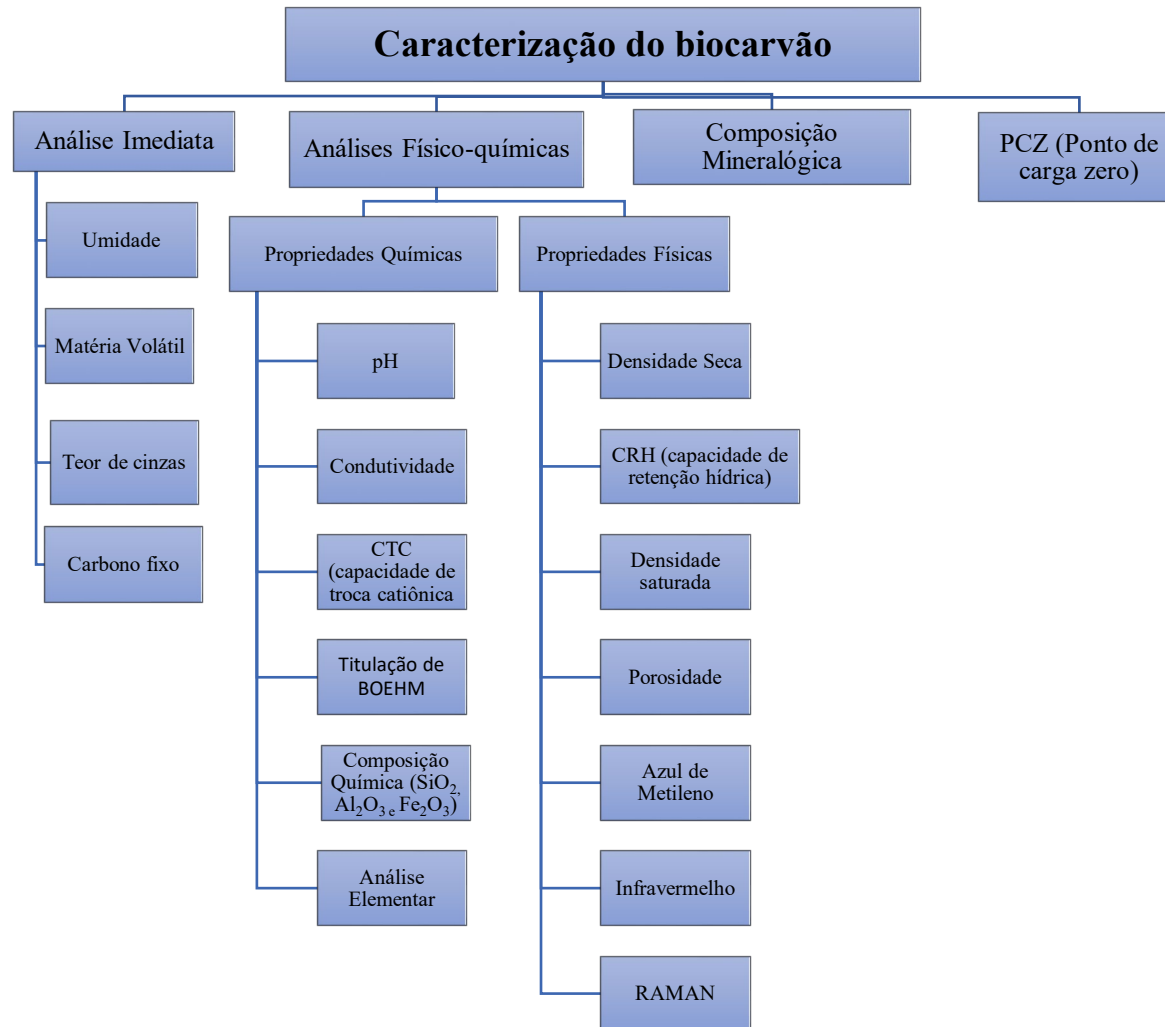 Caracterização do biocarvão
Análise Imediata
Umidade
Matéria Volátil
Teor de cinzas
Carbono fixo
Análises Físico-químicas
Propriedades Químicas
pH
Condutividade
CTC
(capacidade de
troca catiônica
Titulação de
BOEHM
Composição
Química (SiO₂,
Al₂O₃ e Fe₂O₃)
Análise
Elementar
Propriedades Físicas
Densidade Seca
CRH (capacidade de
retenção hídrica)
Densidade
saturada
Porosidade
Azul de
Metileno
Infravermelho
RAMAN
Composição
Mineralógica
PCZ (Ponto de
carga zero)